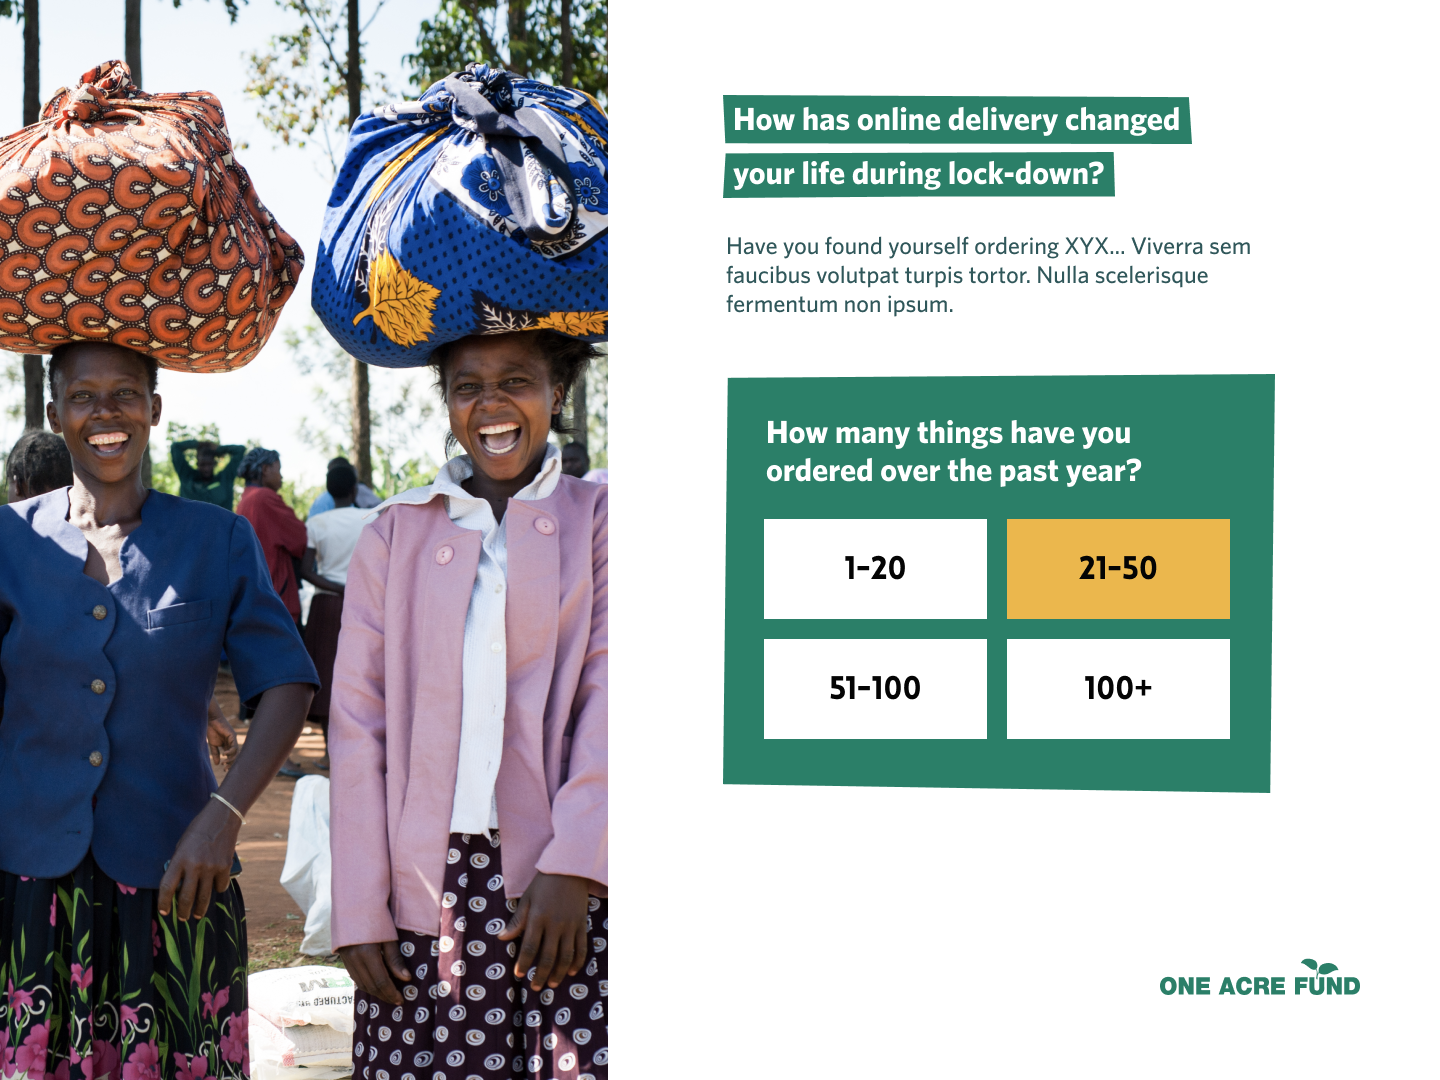 How has online delivery changed
your life during lock-down?
Have you found yourself ordering XYX... Viverra sem
faucibus volutpat turpis tortor. Nulla scelerisque
fermentum non ipsum.
How many things have you
ordered over the past year?
1–20
21–50
51–100
100+
ONE ACRE FUND